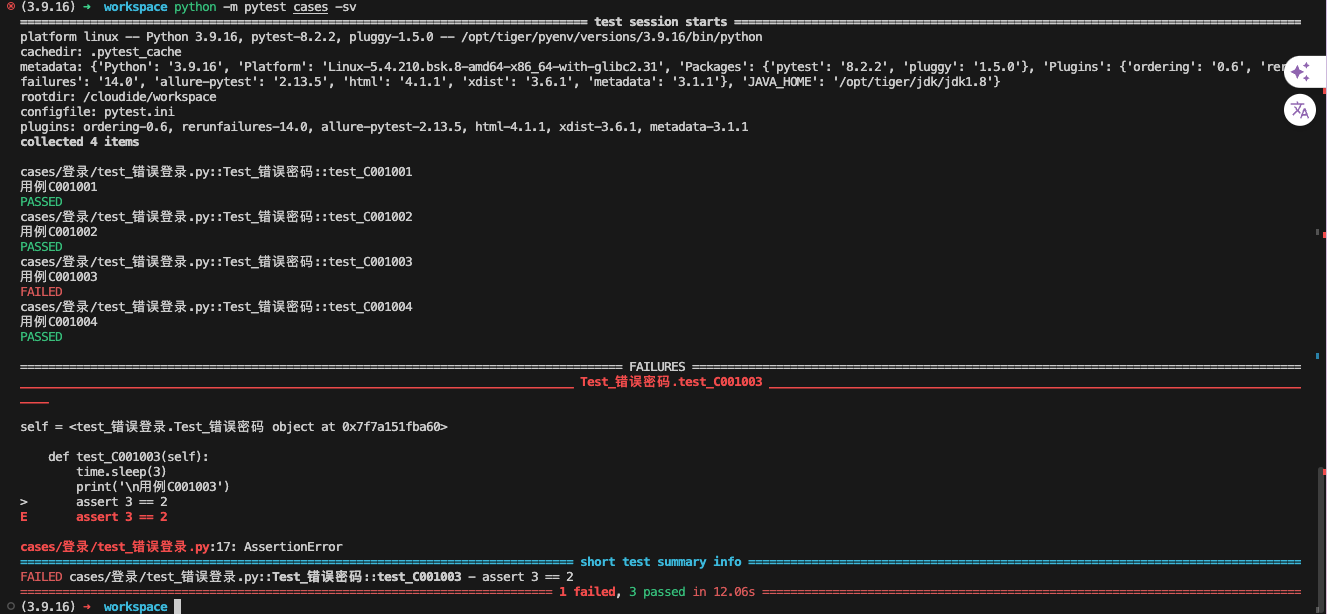 (3.9.16) → workspace python -m pytest cases -sv
============ test session starts ============
platform linux -- Python 3.9.16, pytest-8.2.2, pluggy-1.5.0 -- /opt/tiger/pyenv/versions/3.9.16/bin/python
cachedir: .pytest_cache
metadata: {'Python': '3.9.16', 'Platform': 'Linux-5.4.210.bsk.8-amd64-x86_64-with-glibc2.31', 'Packages': {'pytest': '8.2.2', 'pluggy': '1.5.0'}, 'Plugins': {'ordering': '0.6', 'rer
failures': '14.0', 'allure-pytest': '2.13.5', 'html': '4.1.1', 'xdist': '3.6.1', 'metadata': '3.1.1'}, 'JAVA_HOME': '/opt/tiger/jdk/jdk1.8'}
rootdir: /cloudide/workspace
configfile: pytest.ini
plugins: ordering-0.6, rerunfailures-14.0, allure-pytest-2.13.5, html-4.1.1, xdist-3.6.1, metadata-3.1.1
collected 4 items
cases/登录/test_错误登录.py::Test_错误密码::test_C001001
用例C001001
PASSED
cases/登录/test_错误登录.py::Test_错误密码::test_C001002
用例C001002
PASSED
cases/登录/test_错误登录.py::Test_错误密码::test_C001003
用例C001003
FAILED
cases/登录/test_错误登录.py::Test_错误密码::test_C001004
用例C001004
PASSED
============ FAILURES ============
____________ Test_错误密码.test_C001003 ____________
____
self = <test_错误登录.Test_错误密码 object at 0x7f7a151fba60>
def test_C001003(self):
time.sleep(3)
print('\n用例C001003')
> assert 3 == 2
E assert 3 == 2
cases/登录/test_错误登录.py:17: AssertionError
============ short test summary info ============
FAILED cases/登录/test_错误登录.py::Test_错误密码::test_C001003 - assert 3 == 2
============ 1 failed, 3 passed in 12.06s ============
(3.9.16) → workspace